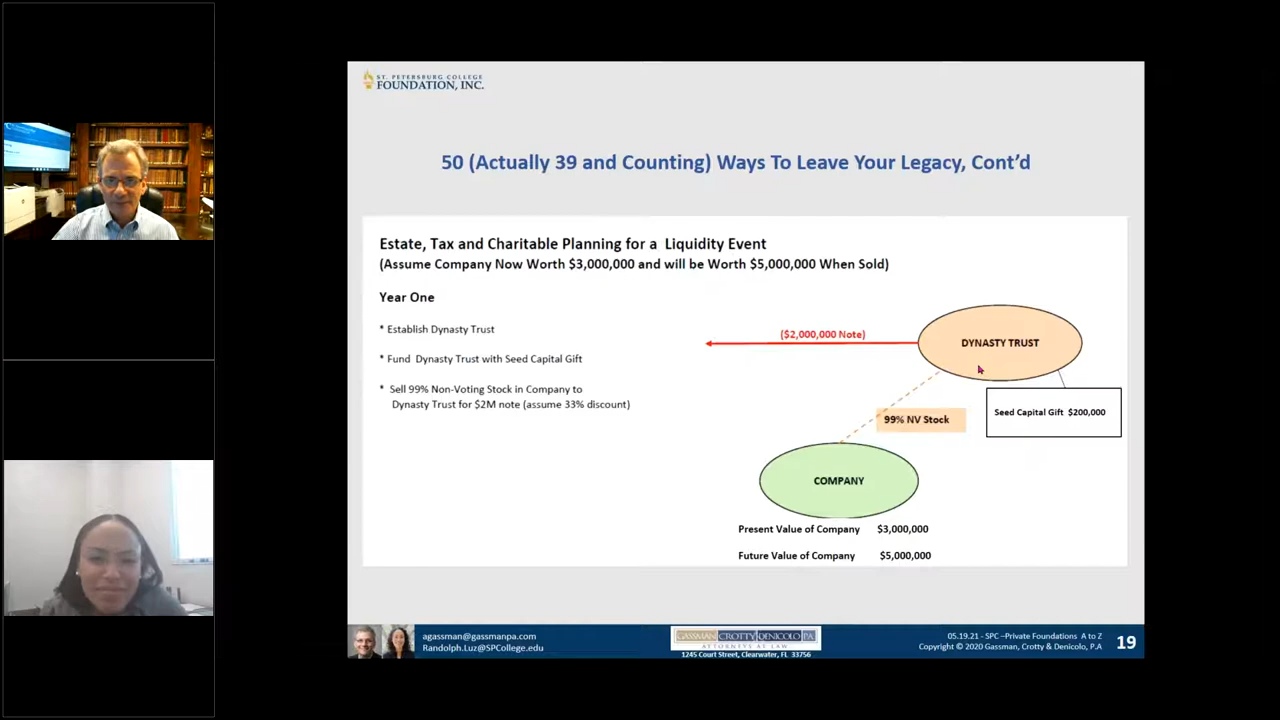 ST. PETERSBURG COLLEGE
FOUNDATION, INC.
50 (Actually 39 and Counting) Ways To Leave Your Legacy, Cont'd
Estate, Tax and Charitable Planning for a Liquidity Event
(Assume Company Now Worth $3,000,000 and will be Worth $5,000,000 When Sold)
Year One
* Establish Dynasty Trust
* Fund Dynasty Trust with Seed Capital Gift
* Sell 99% Non-Voting Stock in Company to
Dynasty Trust for $2M note (assume 33% discount)
($2,000,000 Note)
DYNASTY TRUST
Seed Capital Gift $200,000
99% NV Stock
COMPANY
Present Value of Company $3,000,000
Future Value of Company $5,000,000
agassman@gassmanpa.com
Randolph.Luz@SPCollege.edu
GASSMAN CROTTY DENICOLO PA
ATTORNEYS AT LAW
1245 Court Street, Clearwater, FL 33756
05.19.21 - SPC –Private Foundations A to Z
Copyright © 2020 Gassman, Crotty & Denicolo, P.A
19